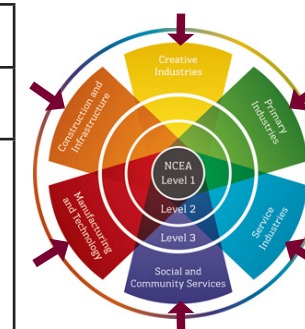 Creative
Industries
Primary
Industries
Service
Industries
Social and
Community Services
Manufacturing
and Technology
Construction and
Infrastructure
NCEA
Level 1
Level 2
Level 3